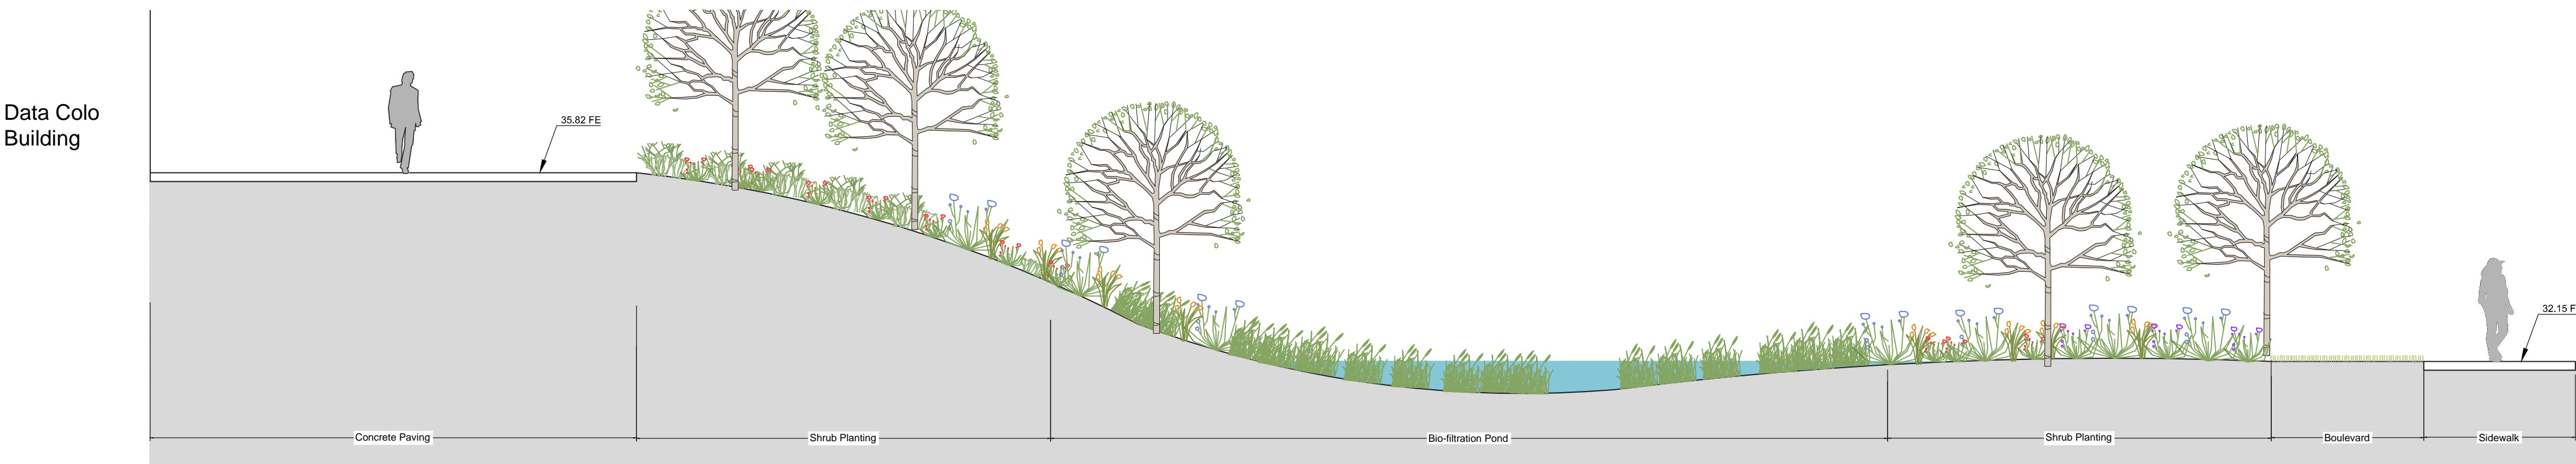 Data Colo
Building
35.82 FE
32.15 F
Concrete Paving
Shrub Planting
Bio-filtration Pond
Shrub Planting
Boulevard
Sidewalk